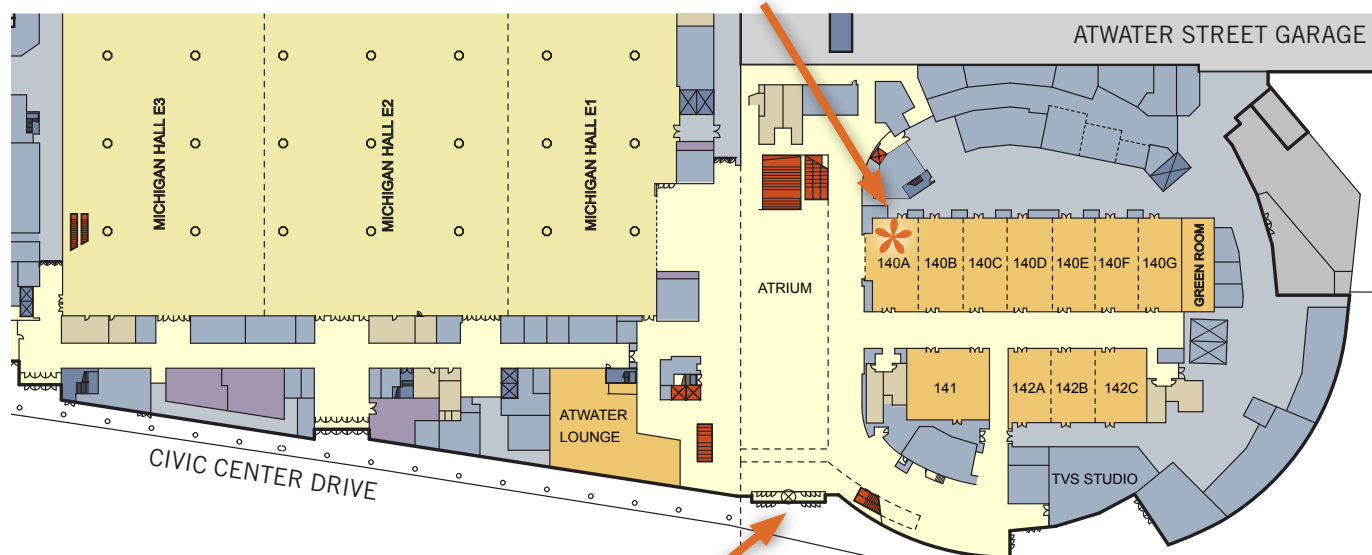 ATWATER STREET GARAGE
MICHIGAN HALL E3
MICHIGAN HALL E2
MICHIGAN HALL E1
140A
140B
140C
140D
140E
140F
140G
GREEN ROOM
ATRIUM
141
142A
142B
142C
ATWATER
LOUNGE
CIVIC CENTER DRIVE
TVS STUDIO